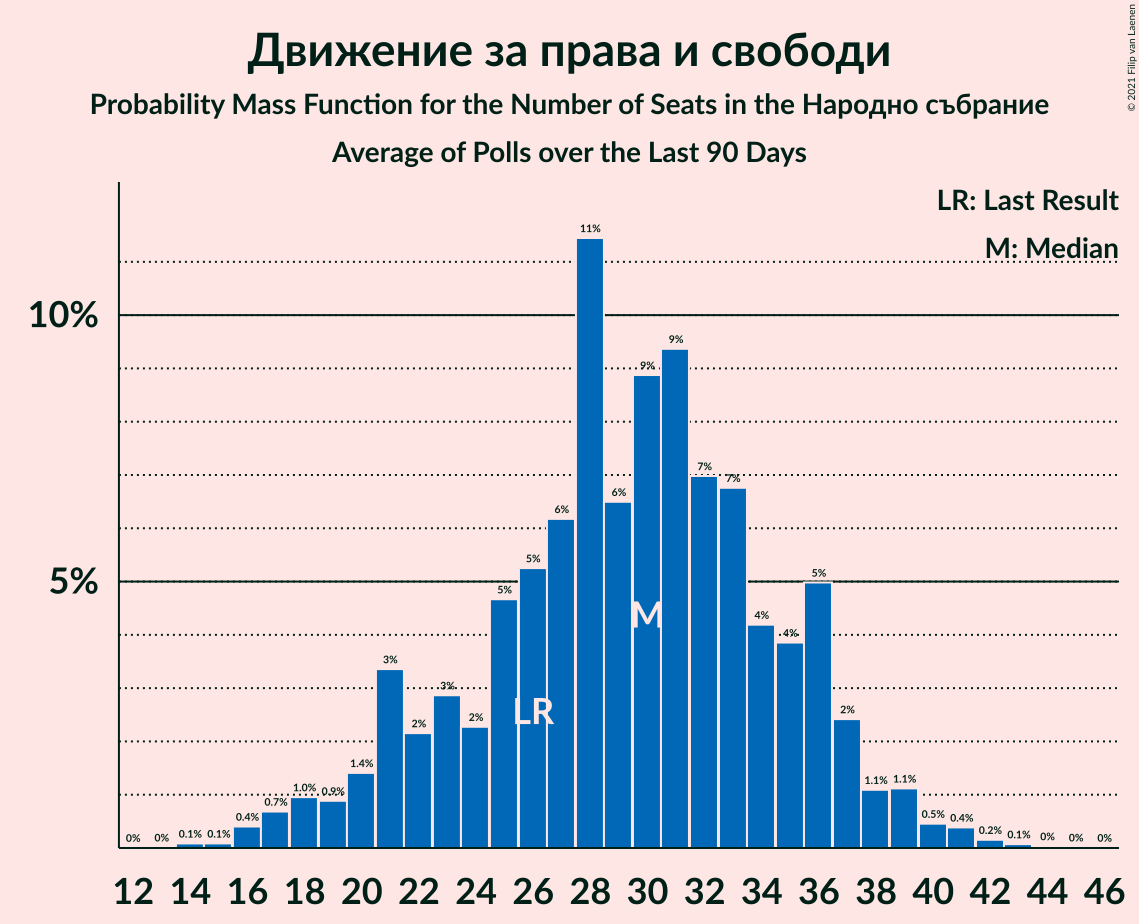 Движение за права и свободи
Probability Mass Function for the Number of Seats in the Народно събрание
Average of Polls over the Last 90 Days
© 2021 Filip van Laenen
LR: Last Result
M: Median
10%
5%
0% 0% 0.1% 0.1% 0.4% 0.7% 1.0% 0.9% 1.4% 3% 2% 3% 2% 5% 5% 6% 11% 6% 9% 9% 7% 7% 4% 4% 5% 2% 1.1% 1.1% 0.5% 0.4% 0.2% 0.1% 0% 0% 0%
M
LR
12 14 16 18 20 22 24 26 28 30 32 34 36 38 40 42 44 46